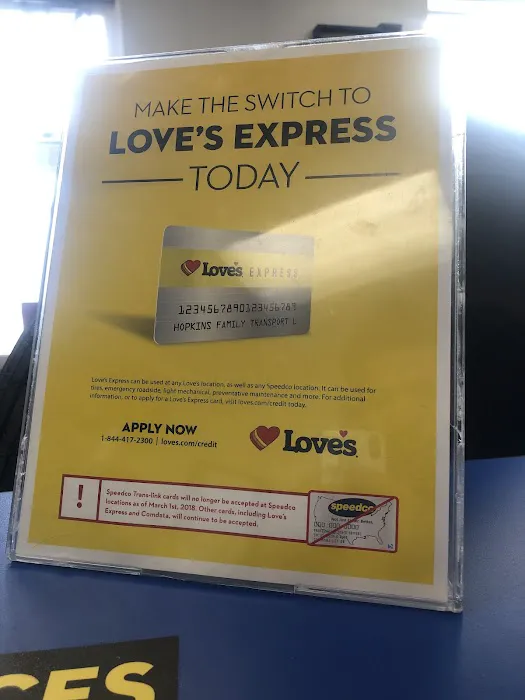 MAKE THE SWITCH TO
LOVE'S EXPRESS
TODAY
Love's EXPRESS
1234567890123456789
HOPKINS FAMILY TRANSPORT L
Love's Express can be used at any Love's location, as well as any Speedco location. It can be used for
tires, emergency roadside, light mechanical, preventative maintenance and more. For additional
information, or to apply for a Love's Express card, visit loves.com/credit today.
APPLY NOW
1-844-417-2300 | loves.com/credit
Love's
!
Speedco Trans-link cards will no longer be accepted at Speedco
locations as of March 1st, 2018. Other cards, including Love's
Express and Comdata, will continue to be accepted.
speedco
CES